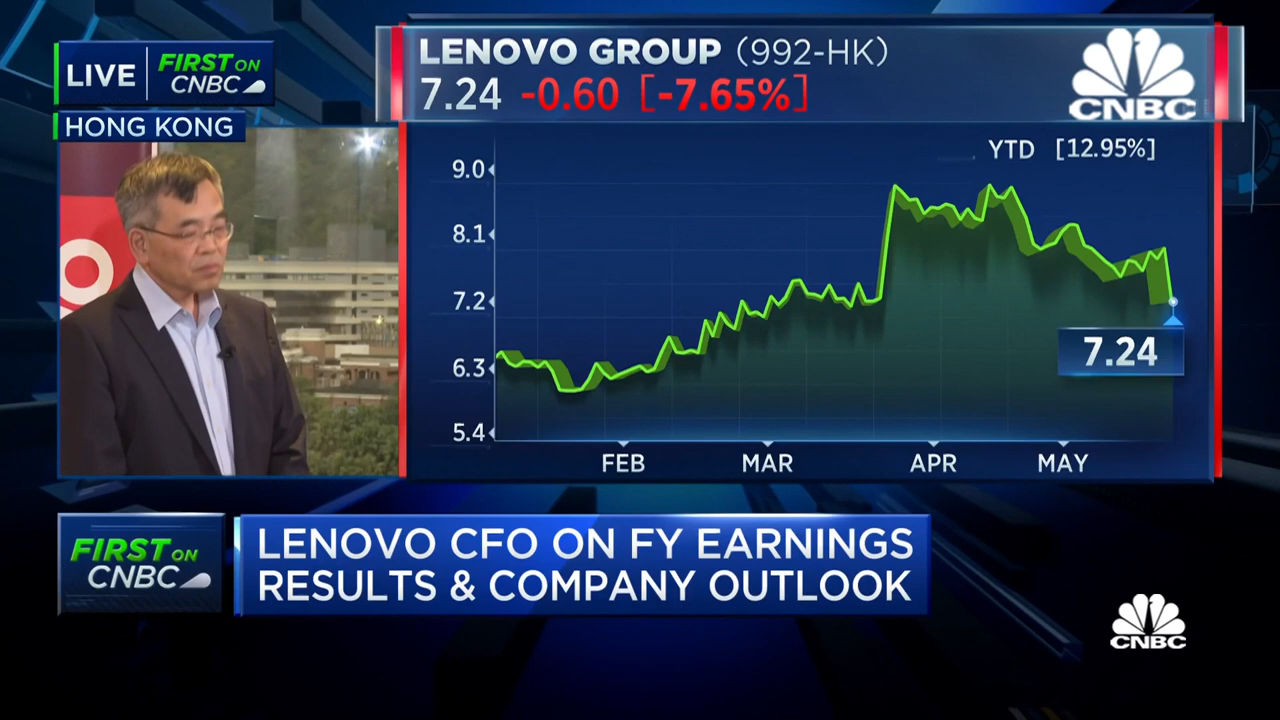 LIVE
FIRST ON
CNBC
HONG KONG
LENOVO GROUP (992-HK)
7.24 -0.60 [-7.65%]
CNBC
YTD [12.95%]
9.0
8.1
7.2
6.3
5.4
7.24
FEB MAR APR MAY
FIRST ON
CNBC
LENOVO CFO ON FY EARNINGS
RESULTS & COMPANY OUTLOOK
CNBC